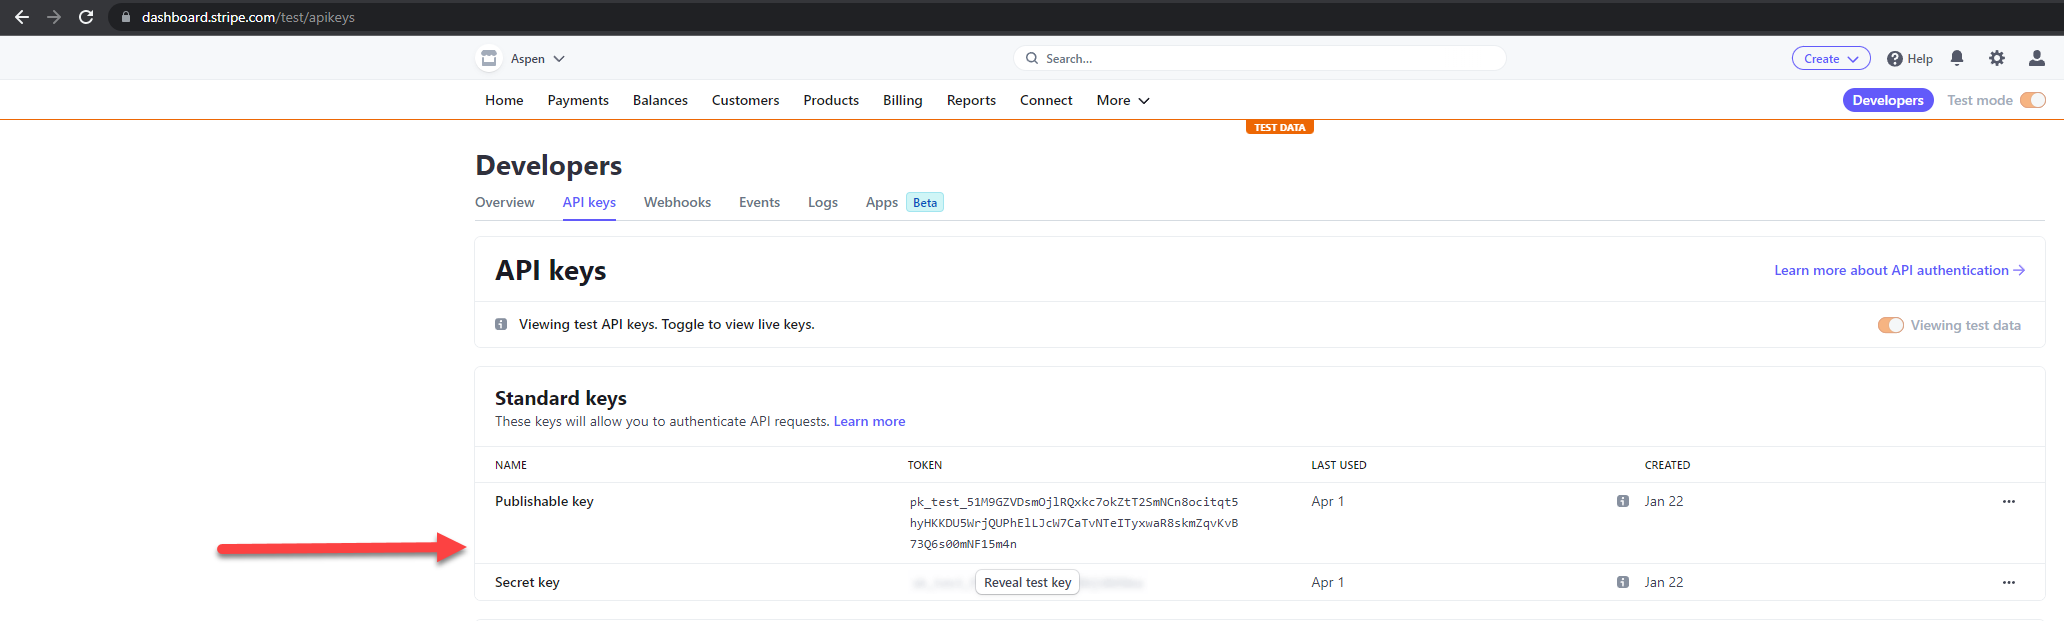 dashboard.stripe.com/test/apikeys
Aspen
Search...
Create
Help
Home Payments Balances Customers Products Billing Reports Connect More
Developers Test mode
TEST DATA
Developers
Overview API keys Webhooks Events Logs Apps Beta
API keys
Learn more about API authentication
Viewing test API keys. Toggle to view live keys.
Viewing test data
Standard keys
These keys will allow you to authenticate API requests. Learn more
NAME TOKEN LAST USED CREATED
Publishable key pk_test_51M9GZVDsmOjlRQxkc7okZtT2SmNCn8ocitqt5 Apr 1 Jan 22
hyHKKDU5WrjQUPhElLJcW7CaTvNTeITyxwaR8skmZqvKvB
73Q6s00mNF15m4n
Secret key Reveal test key Apr 1 Jan 22